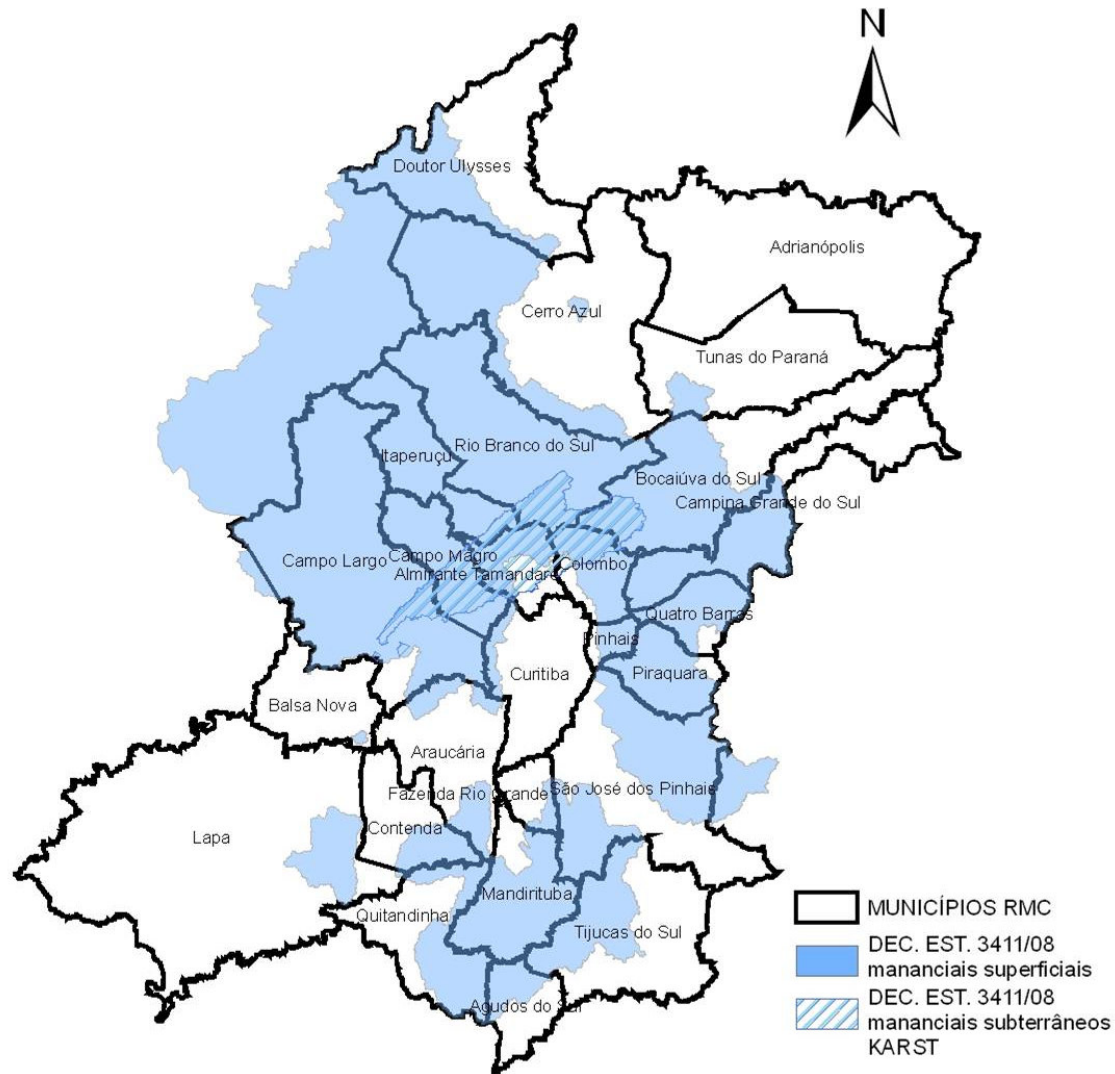 N
Doutor Ulysses
Adrianópolis
Cerro Azul
Tunas do Paraná
Rio Branco do Sul
Itaperuçu
Bocaiúva do Sul
Campina Grande do Sul
Campo Largo
Campo Magro
Colombo
Almirante Tamandaré
Quatro Barras
Pinhais
Curitiba
Piraquara
Balsa Nova
Araucária
Fazenda Rio Grande
São José dos Pinhais
Contenda
Lapa
Mandirituba
Quitandinha
Tijucas do Sul
Agudos do Sul
MUNICÍPIOS RMC
DEC. EST. 3411/08
mananciais superficiais
DEC. EST. 3411/08
mananciais subterrâneos
KARST